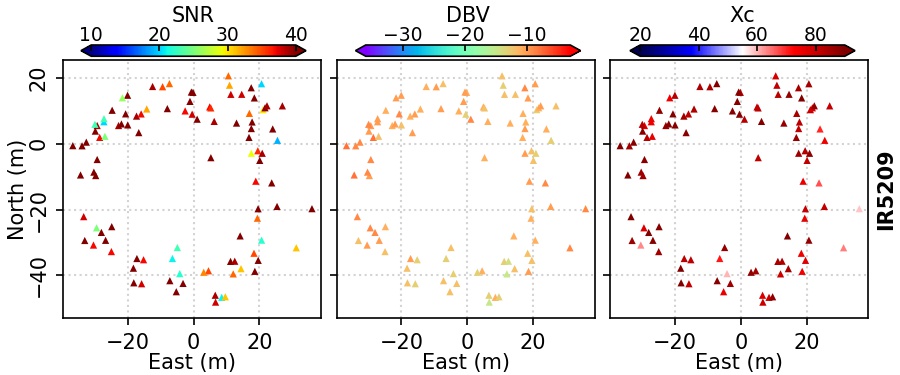 SNR DBV Xc
10 20 30 40 −30 −20 −10 20 40 60 80
20
0
−20
−40
North (m)
−20 0 20 −20 0 20 −20 0 20
East (m) East (m) East (m)
IR5209